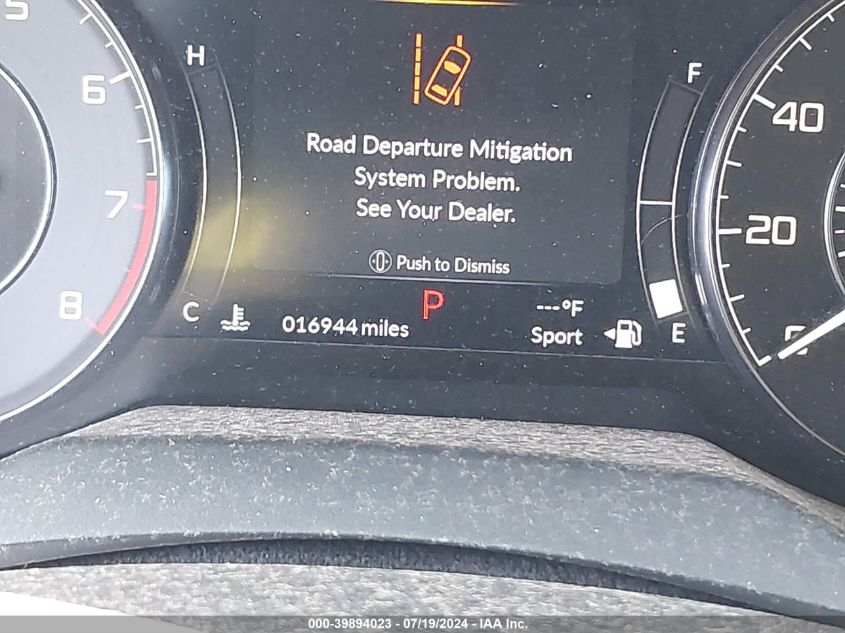 5
6
7
8
H
C
Road Departure Mitigation
System Problem.
See Your Dealer.
Push to Dismiss
P
016944 miles
---°F
Sport
F
E
40
20
0
000-39894023 - 07/19/2024 - IAA Inc.